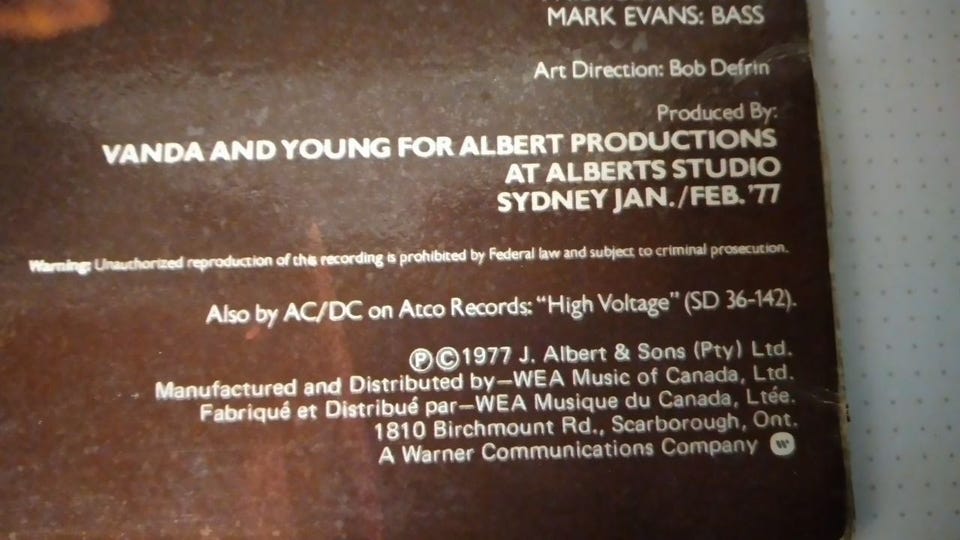 MARK EVANS: BASS
Art Direction: Bob Defrin
Produced By:
VANDA AND YOUNG FOR ALBERT PRODUCTIONS
AT ALBERTS STUDIO
SYDNEY JAN./FEB. '77
Warning: Unauthorized reproduction of this recording is prohibited by Federal law and subject to criminal prosecution.
Also by AC/DC on Atco Records: “High Voltage” (SD 36-142).
Ⓟ©1977 J. Albert & Sons (Pty) Ltd.
Manufactured and Distributed by—WEA Music of Canada, Ltd.
Fabriqué et Distribué par—WEA Musique du Canada, Ltée.
1810 Birchmount Rd., Scarborough, Ont.
A Warner Communications Company